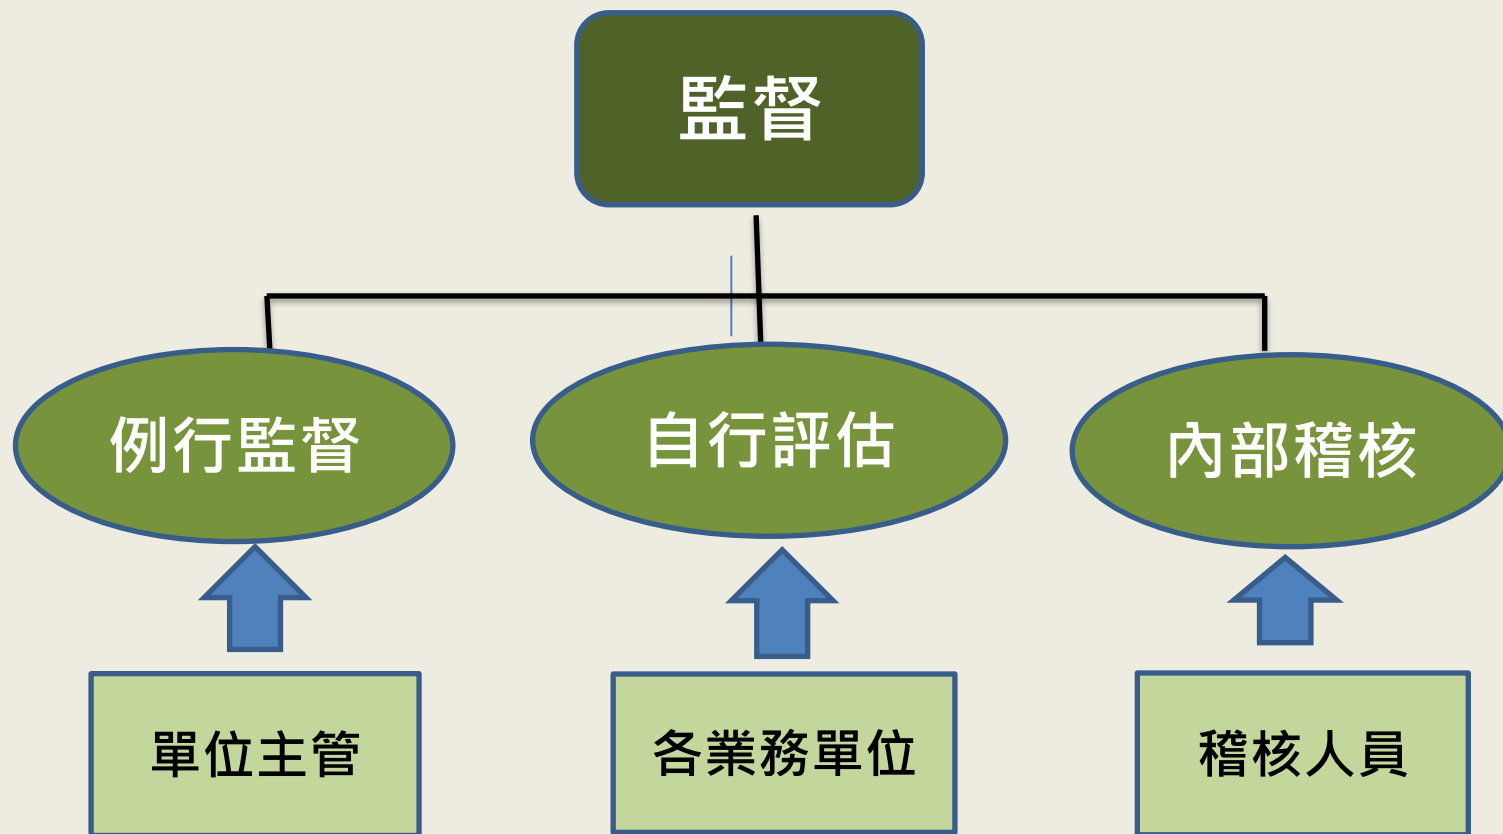 監督
例行監督
自行評估
內部稽核
單位主管
各業務單位
稽核人員